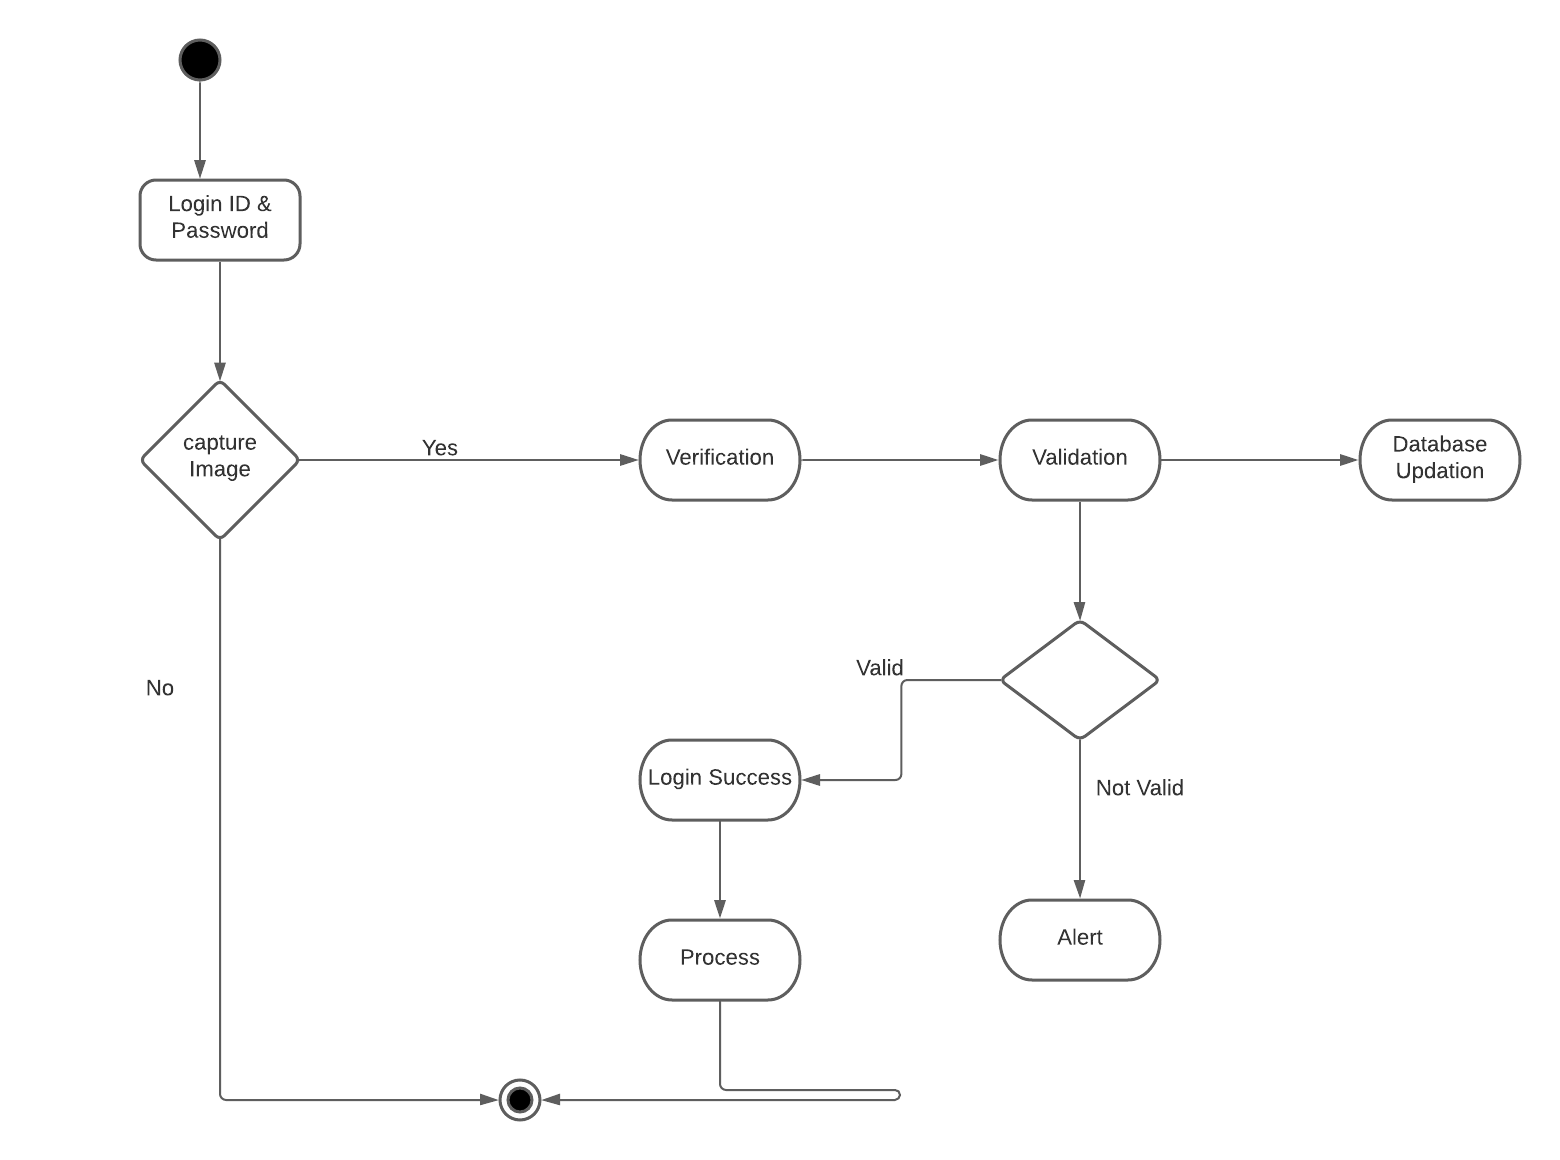 Login ID &
Password
capture
Image
Yes
Verification
Validation
Database
Updation
No
Valid
Login Success
Not Valid
Process
Alert